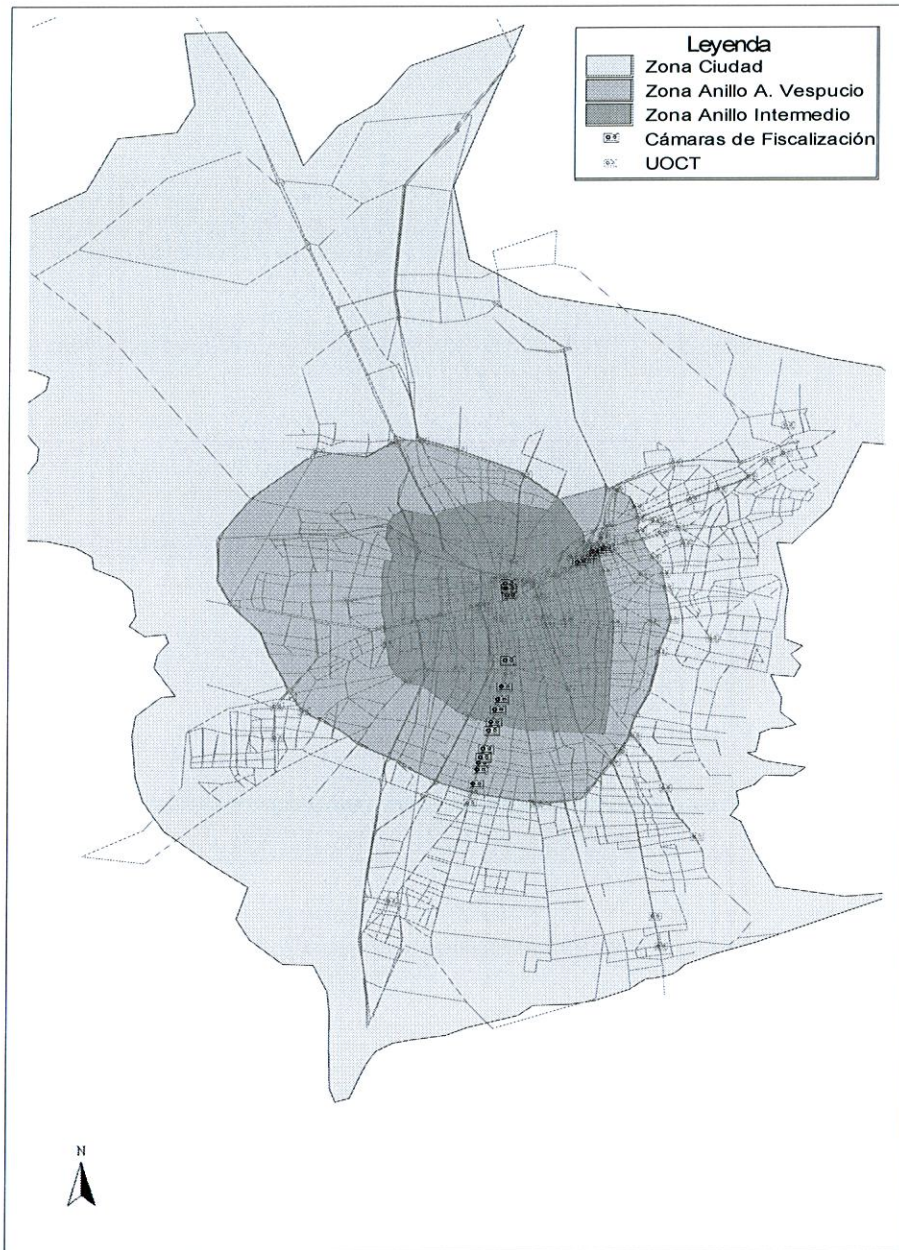 Leyenda
Zona Ciudad
Zona Anillo A. Vespucio
Zona Anillo Intermedio
Cámaras de Fiscalización
UOCT
N